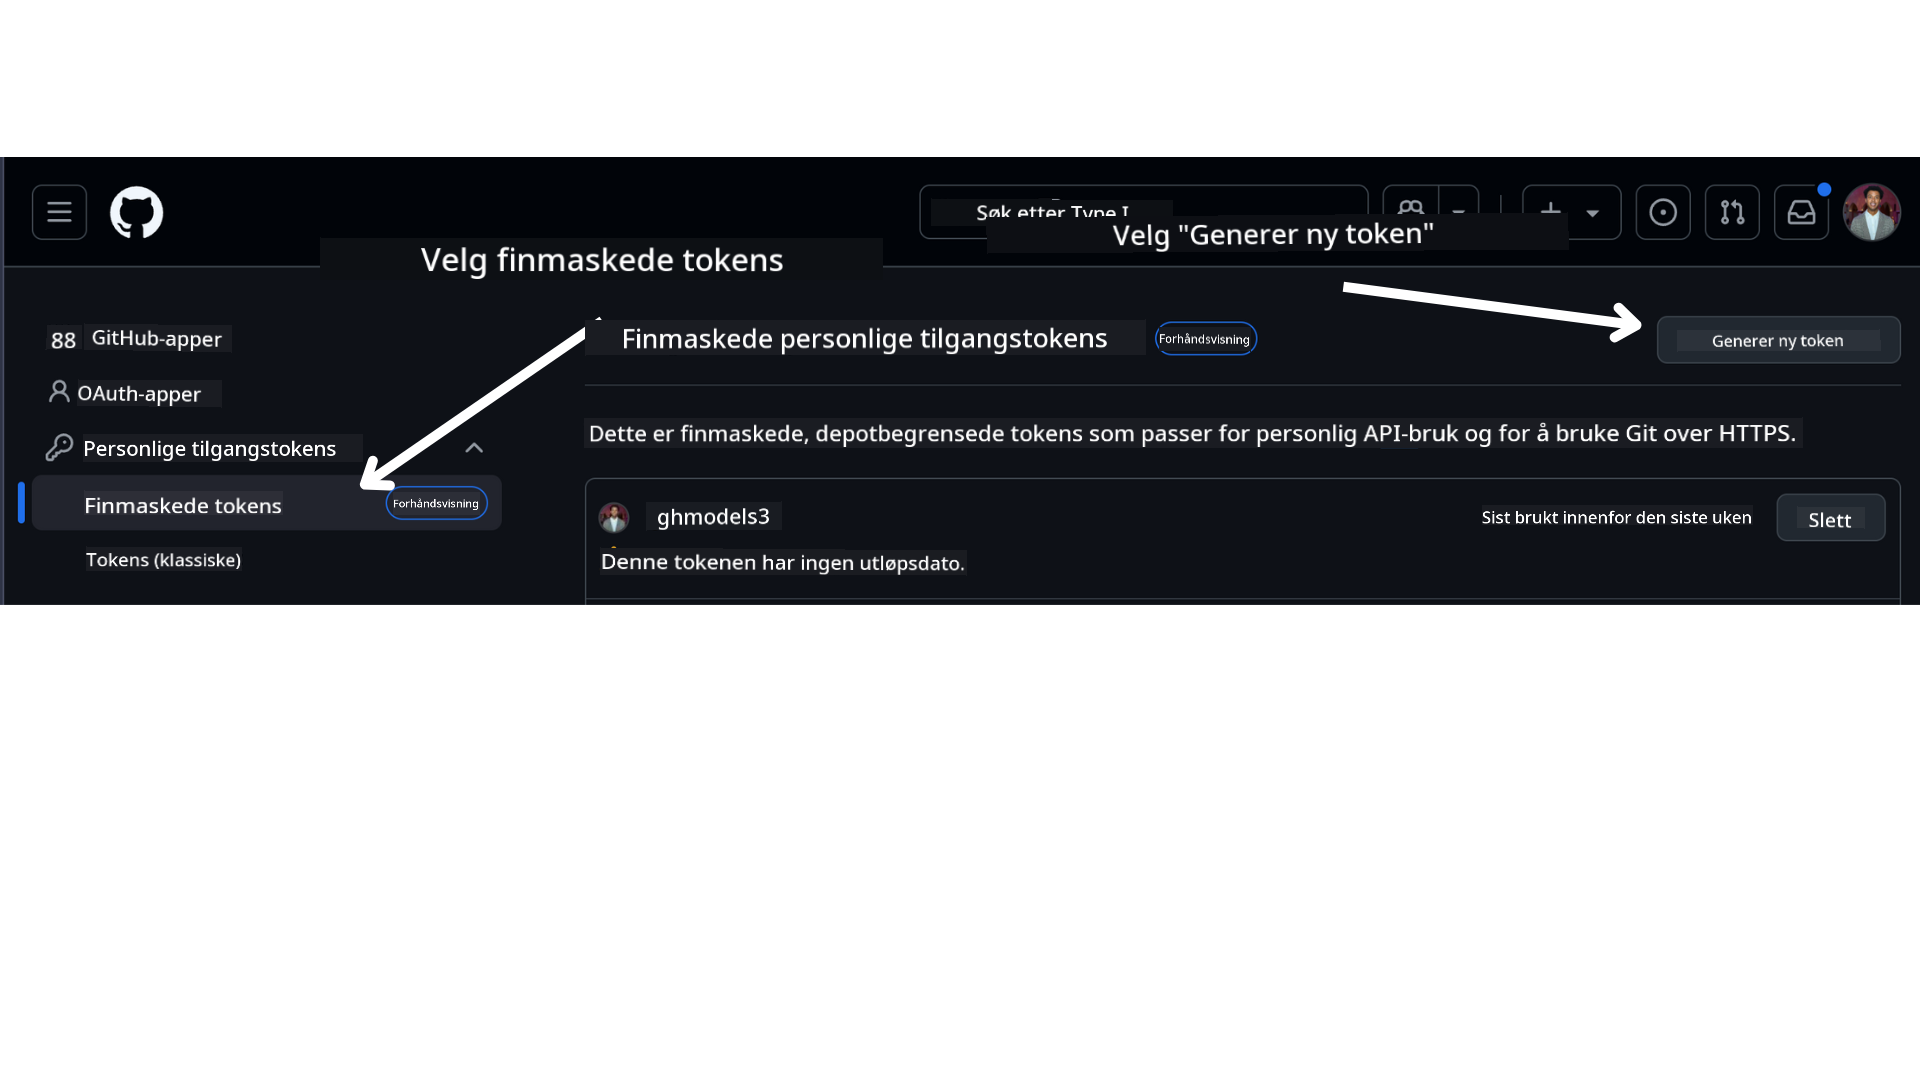 Søk etter Type
Velg "Generer ny token"
Velg finmaskede tokens
88 GitHub-apper
OAuth-apper
Personlige tilgangstokens
Finmaskede tokens Forhåndsvisning
Tokens (klassiske)
Finmaskede personlige tilgangstokens Forhåndsvisning
Generer ny token
Dette er finmaskede, depotbegrensede tokens som passer for personlig API-bruk og for å bruke Git over HTTPS.
ghmodels3
Sist brukt innenfor den siste uken
Slett
Denne tokenen har ingen utløpsdato.